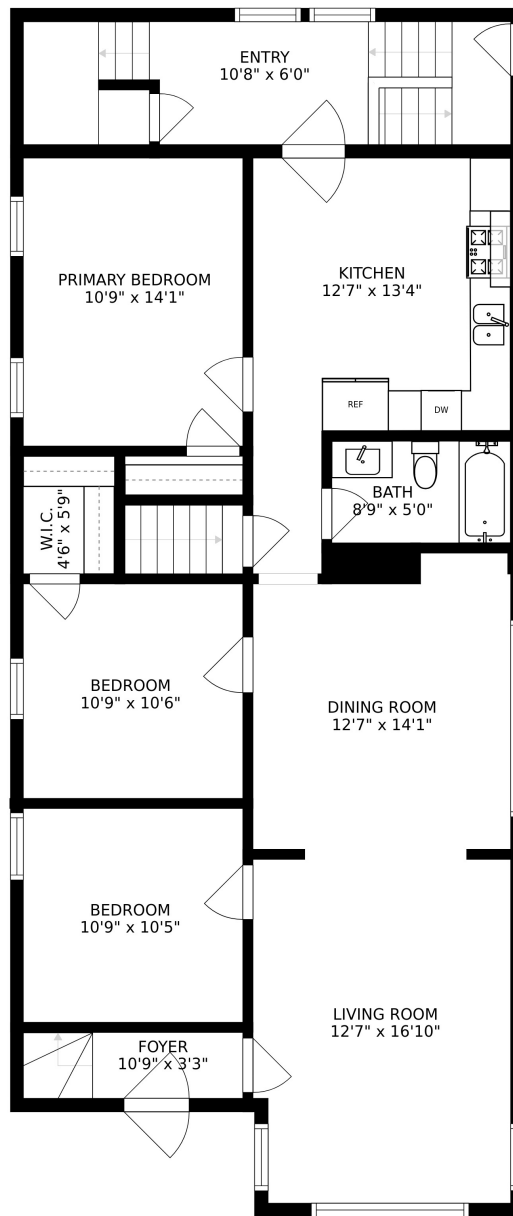 ENTRY
10'8" x 6'0"
PRIMARY BEDROOM
10'9" x 14'1"
KITCHEN
12'7" x 13'4"
REF
DW
W.I.C.
4'6" x 5'9"
BATH
8'9" x 5'0"
BEDROOM
10'9" x 10'6"
DINING ROOM
12'7" x 14'1"
BEDROOM
10'9" x 10'5"
LIVING ROOM
12'7" x 16'10"
FOYER
10'9" x 3'3"